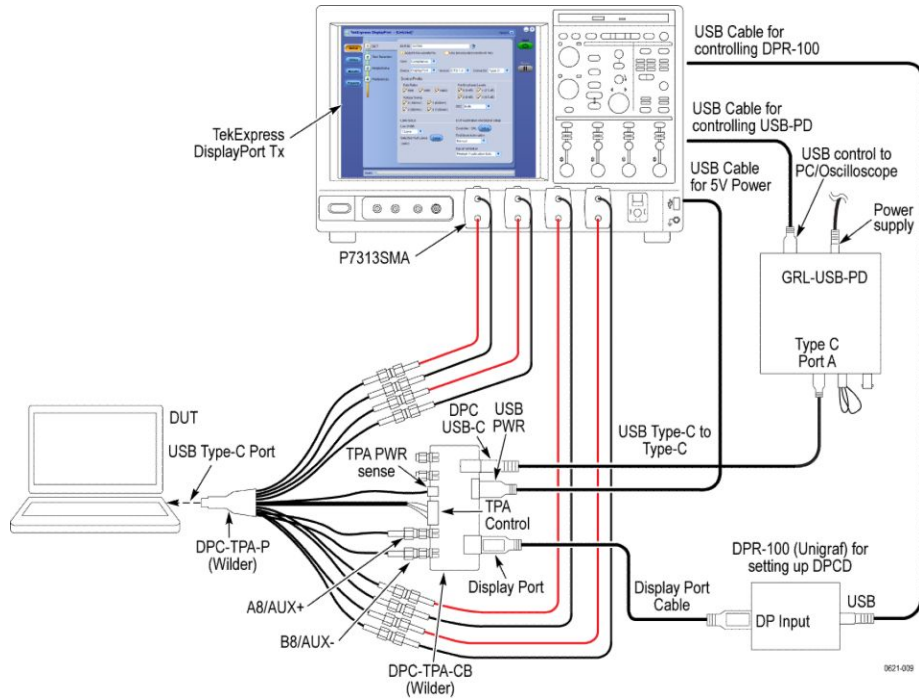 TekExpress DisplayPort Tx
USB Cable for
controlling DPR-100
USB Cable for
controlling USB-PD
USB control to
PC/Oscilloscope
USB Cable
for 5V Power
Power
supply
TekExpress
DisplayPort Tx
P7313SMA
GRL-USB-PD
Type C
Port A
DUT
USB Type-C Port
DPC
USB-C
USB
PWR
USB Type-C to
Type-C
TPA PWR
sense
TPA
Control
DPC-TPA-P
(Wilder)
Display Port
A8/AUX+
B8/AUX-
DPC-TPA-CB
(Wilder)
DPR-100 (Unigraf) for
setting up DPCD
Display Port
Cable
DP Input
USB
0621-009